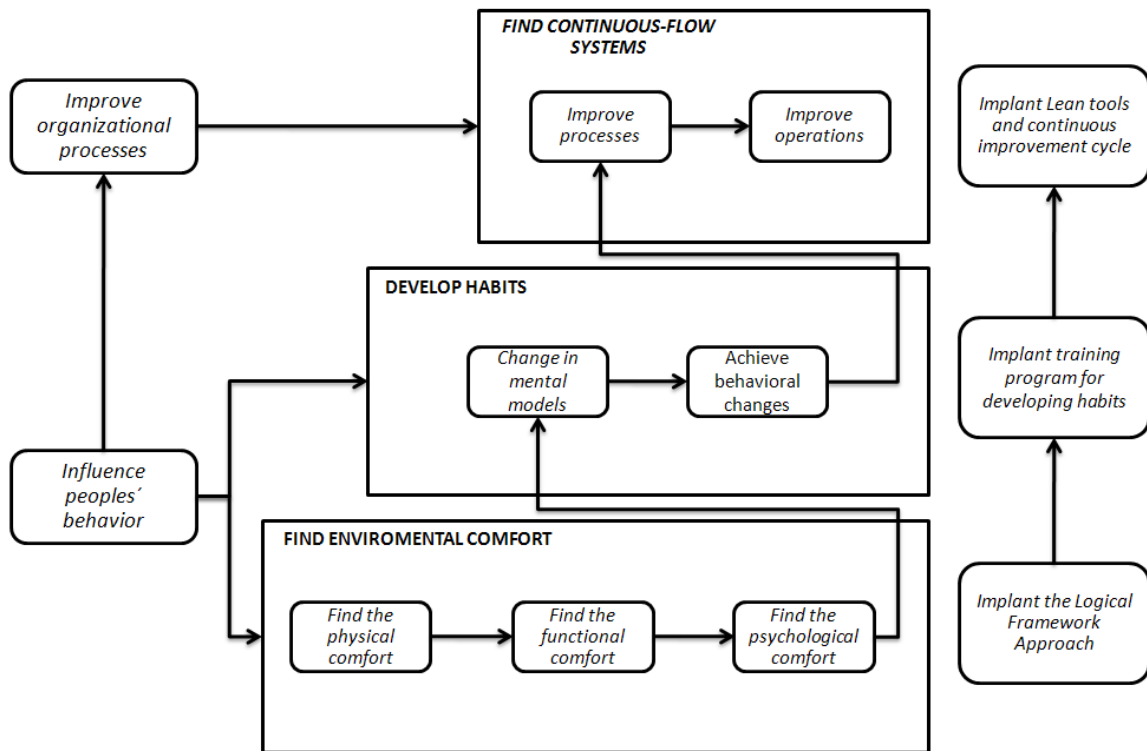 FIND CONTINUOUS-FLOW
SYSTEMS
Improve
organizational
processes
Improve
processes
Improve
operations
Implant Lean tools
and continuous
improvement cycle
DEVELOP HABITS
Change in
mental
models
Achieve
behavioral
changes
Implant training
program for
developing habits
Influence
peoples´
behavior
FIND ENVIROMENTAL COMFORT
Find the
physical
comfort
Find the
functional
comfort
Find the
psychological
comfort
Implant the Logical
Framework
Approach